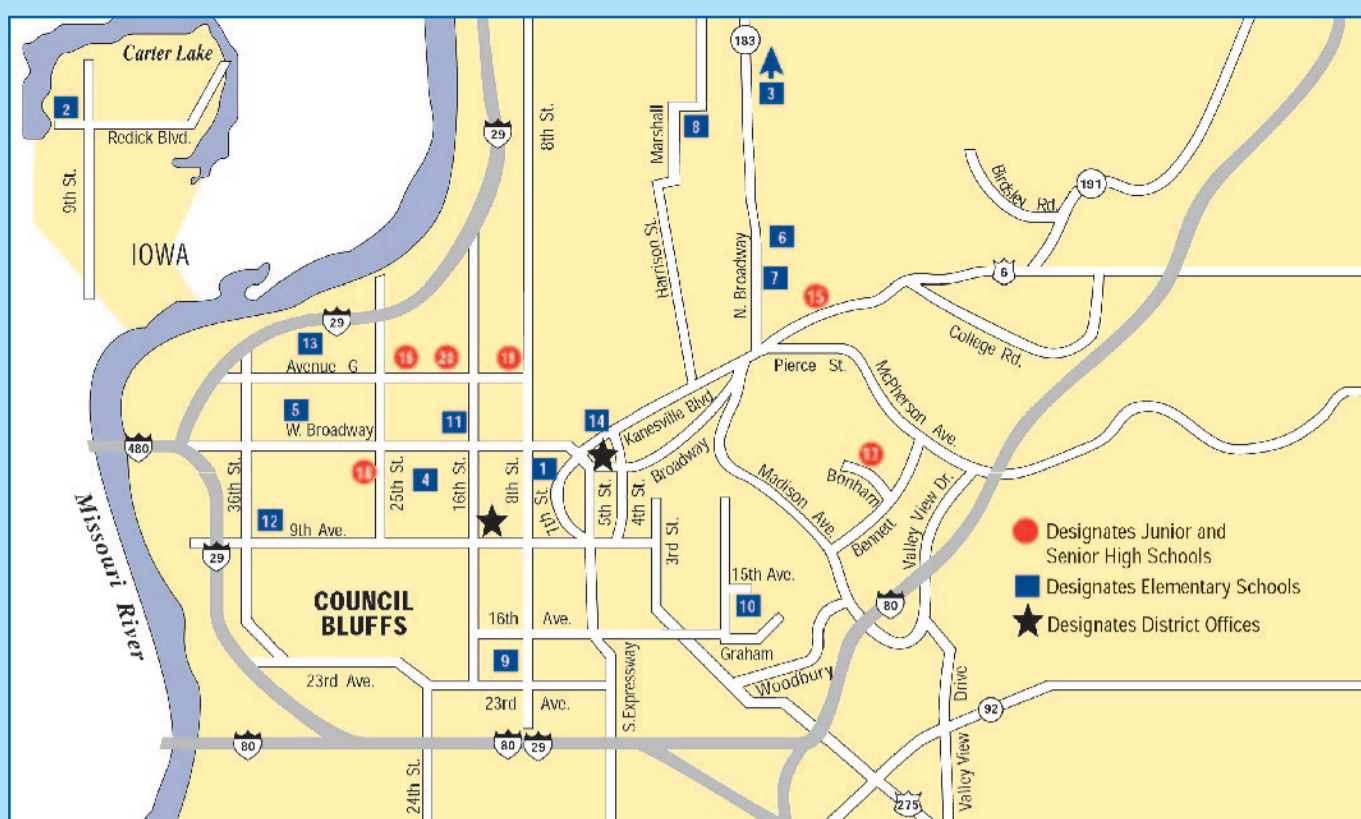 Carter Lake
2
Redick Blvd.
9th St.
IOWA
29
8th St.
183
3
Marshall
8
Harrison St.
N. Broadway
6
7
15
Birdsley Rd.
191
6
College Rd.
29
13
Avenue G
20
5
W. Broadway
11
14
Kanesville Blvd.
Pierce St.
McPherson Ave.
480
36th St.
25th St.
4
16th St.
8th St.
1
7th St.
5th St.
4th St.
Broadway
Madison Ave.
17
Bonham
Bennett
Valley View Dr.
12
9th Ave.
3rd St.
29
Missouri River
COUNCIL
BLUFFS
15th Ave.
10
16th Ave.
Graham
80
9
23rd Ave.
23rd Ave.
S.Expressway
Woodbury
Valley View Drive
92
80
80
29
24th St.
275
Designates Junior and
Senior High Schools
Designates Elementary Schools
Designates District Offices